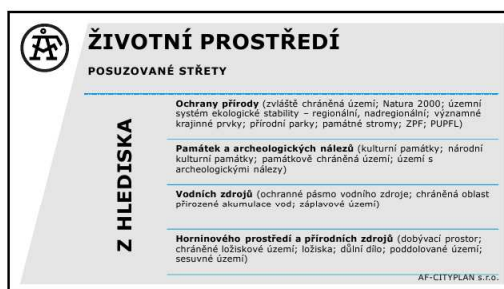 ŽIVOTNÍ PROSTŘEDÍ
POSUZOVANÉ STŘETY
Z HLEDISKA
Ochrany přírody (zvláště chráněná území; Natura 2000; územní
systém ekologické stability – regionální, nadregionální; významné
krajinné prvky; přírodní parky; památné stromy; ZPF; PUPFL)
Památek a archeologických nálezů (kulturní památky; národní
kulturní památky; památkově chráněná území; území s
archeologickými nálezy)
Vodních zdrojů (ochranné pásmo vodního zdroje; chráněná oblast
přirozené akumulace vod; záplavové území)
Horninového prostředí a přírodních zdrojů (dobývací prostor;
chráněné ložiskové území; ložiska; důlní dílo; poddolované území;
sesuvné území)
AF-CITYPLAN s.r.o.